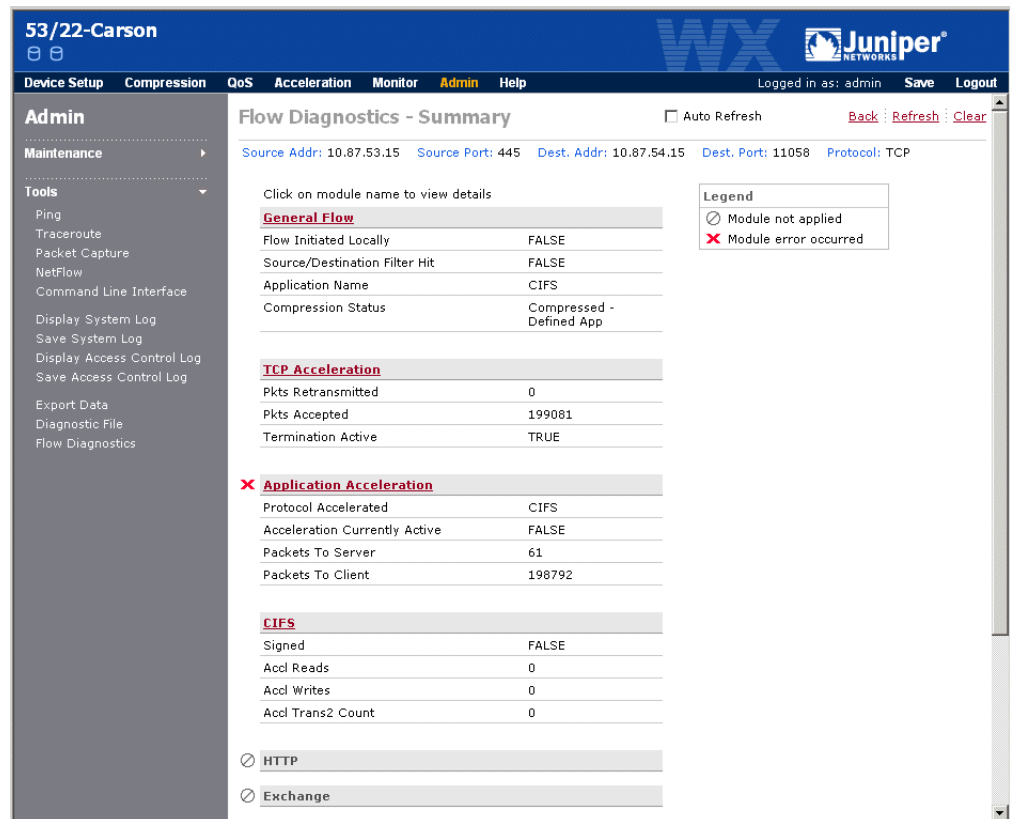 53/22-Carson
WX
Juniper®
NETWORKS
Device Setup Compression QoS Acceleration Monitor Admin Help Logged in as: admin Save Logout
Admin
Maintenance
Tools
Ping
Traceroute
Packet Capture
NetFlow
Command Line Interface
Display System Log
Save System Log
Display Access Control Log
Save Access Control Log
Export Data
Diagnostic File
Flow Diagnostics
Flow Diagnostics - Summary Auto Refresh Back Refresh Clear
Source Addr: 10.87.53.15 Source Port: 445 Dest. Addr: 10.87.54.15 Dest. Port: 11058 Protocol: TCP
Click on module name to view details
General Flow
Flow Initiated Locally FALSE
Source/Destination Filter Hit FALSE
Application Name CIFS
Compression Status Compressed -
Defined App
TCP Acceleration
Pkts Retransmitted 0
Pkts Accepted 199081
Termination Active TRUE
Application Acceleration
Protocol Accelerated CIFS
Acceleration Currently Active FALSE
Packets To Server 61
Packets To Client 198792
CIFS
Signed FALSE
Accl Reads 0
Accl Writes 0
Accl Trans2 Count 0
HTTP
Exchange
Legend
Module not applied
Module error occurred